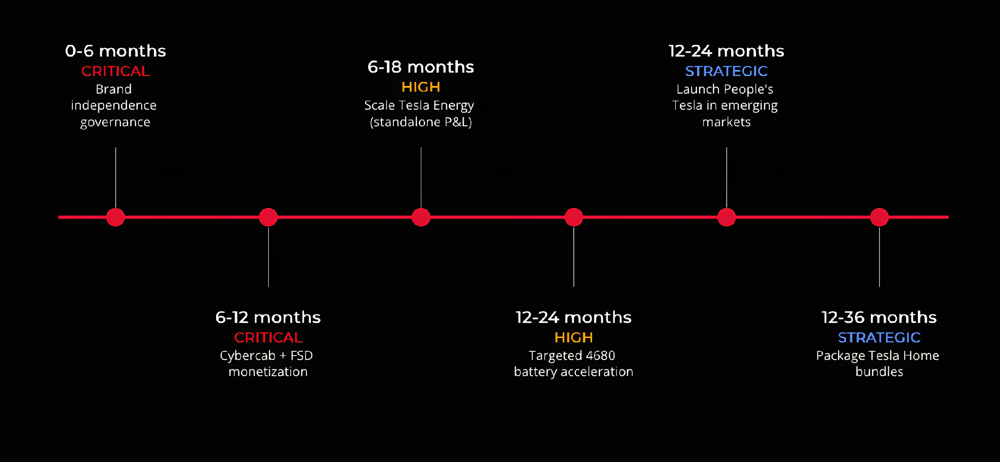 0-6 months
CRITICAL
Brand
independence
governance
6-12 months
CRITICAL
Cybercab + FSD
monetization
6-18 months
HIGH
Scale Tesla Energy
(standalone P&L)
12-24 months
HIGH
Targeted 4680
battery acceleration
12-24 months
STRATEGIC
Launch People's
Tesla in emerging
markets
12-36 months
STRATEGIC
Package Tesla Home
bundles